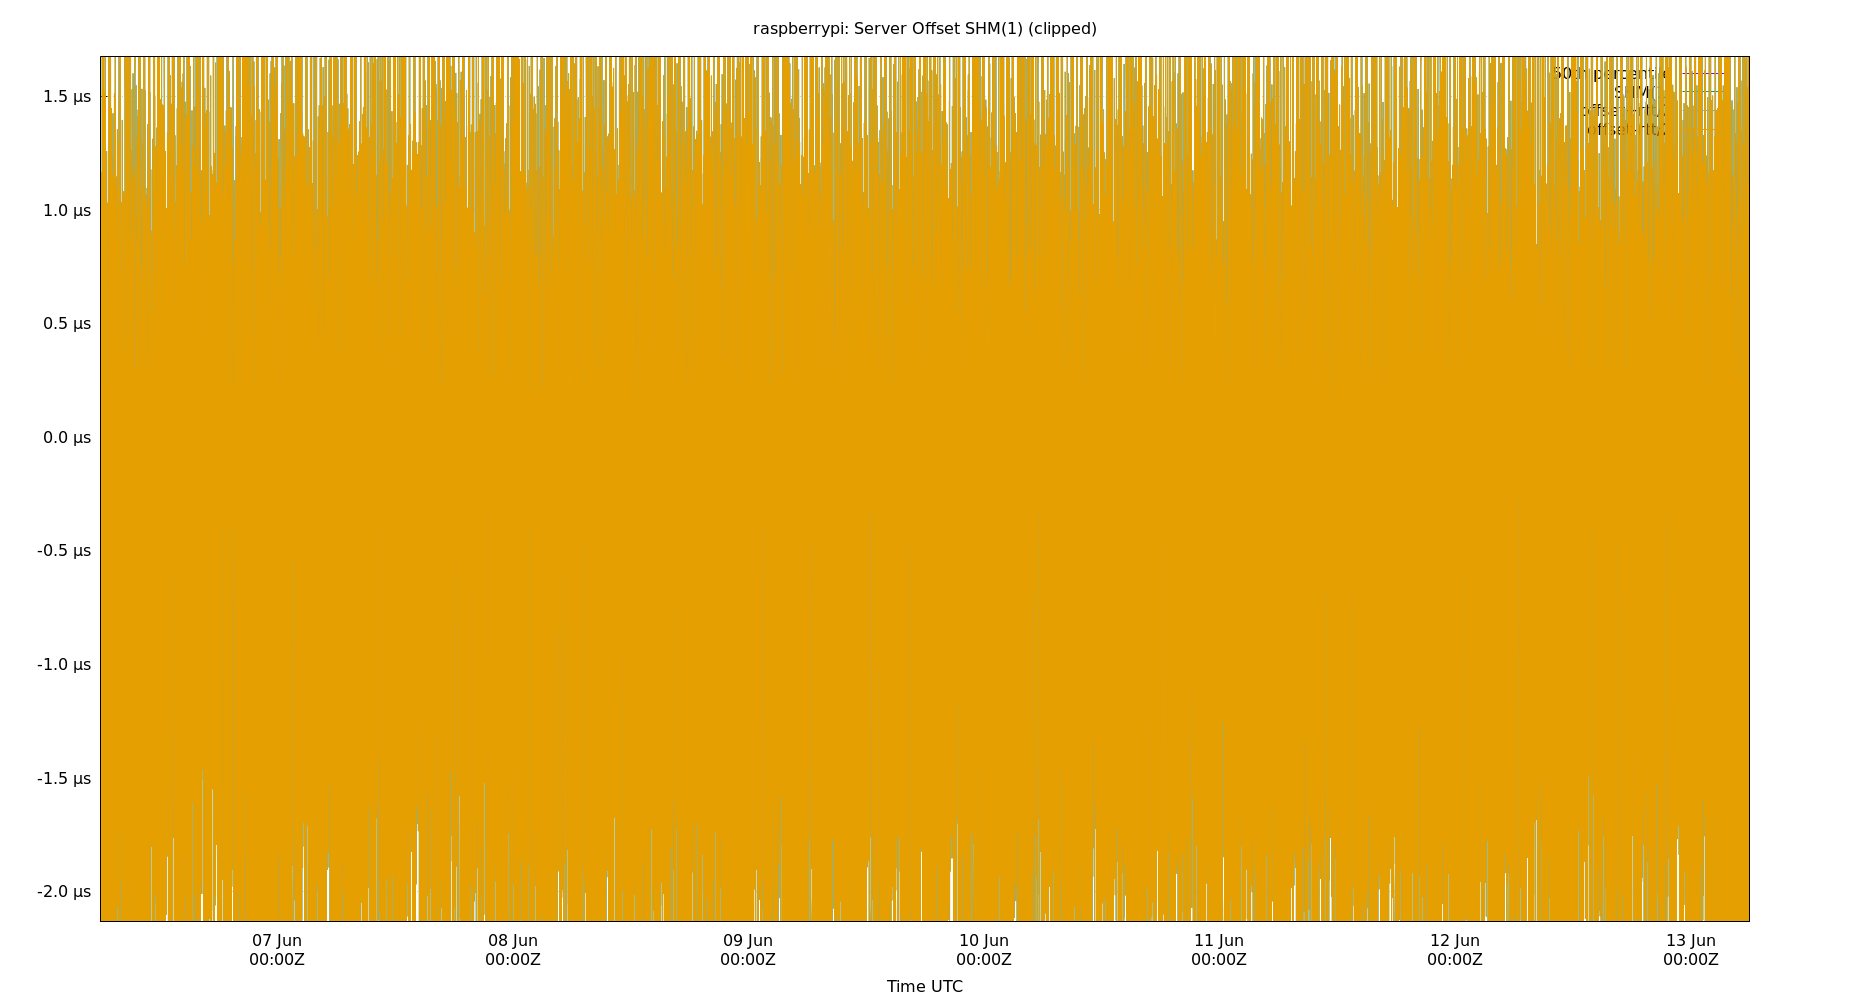 raspberrypi: Server Offset SHM(1) (clipped)
1.5 µs
1.0 µs
0.5 µs
0.0 µs
-0.5 µs
-1.0 µs
-1.5 µs
-2.0 µs
07 Jun
00:00Z
08 Jun
00:00Z
09 Jun
00:00Z
10 Jun
00:00Z
11 Jun
00:00Z
12 Jun
00:00Z
13 Jun
00:00Z
Time UTC